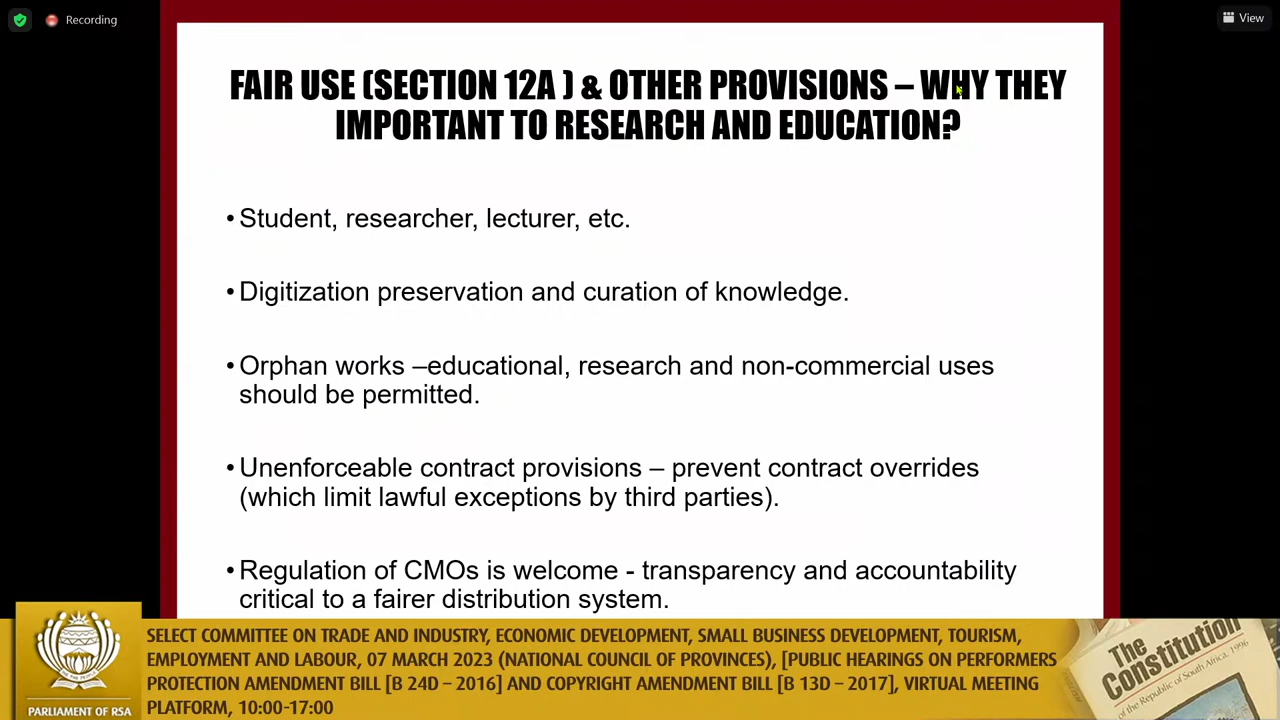 Recording
View
FAIR USE (SECTION 12A ) & OTHER PROVISIONS – WHY THEY
IMPORTANT TO RESEARCH AND EDUCATION?
• Student, researcher, lecturer, etc.
• Digitization preservation and curation of knowledge.
• Orphan works –educational, research and non-commercial uses
should be permitted.
• Unenforceable contract provisions – prevent contract overrides
(which limit lawful exceptions by third parties).
• Regulation of CMOs is welcome - transparency and accountability
critical to a fairer distribution system.
SELECT COMMITTEE ON TRADE AND INDUSTRY, ECONOMIC DEVELOPMENT, SMALL BUSINESS DEVELOPMENT, TOURISM,
EMPLOYMENT AND LABOUR, 07 MARCH 2023 (NATIONAL COUNCIL OF PROVINCES), [PUBLIC HEARINGS ON PERFORMERS
PROTECTION AMENDMENT BILL [B 24D – 2016] AND COPYRIGHT AMENDMENT BILL [B 13D – 2017], VIRTUAL MEETING
PLATFORM, 10:00-17:00
PARLIAMENT OF RSA
The
Constitution
of the Republic of South Africa, 1996